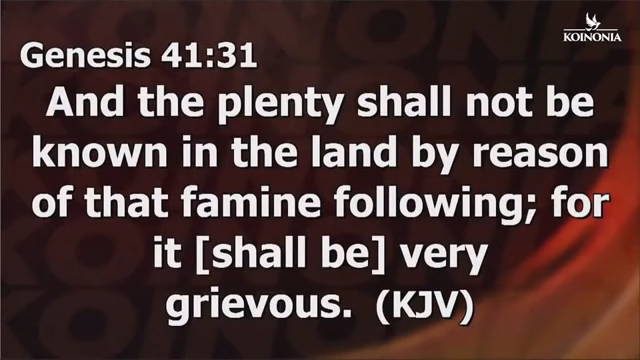 KOINONIA
Genesis 41:31
And the plenty shall not be
known in the land by reason
of that famine following; for
it [shall be] very
grievous. (KJV)